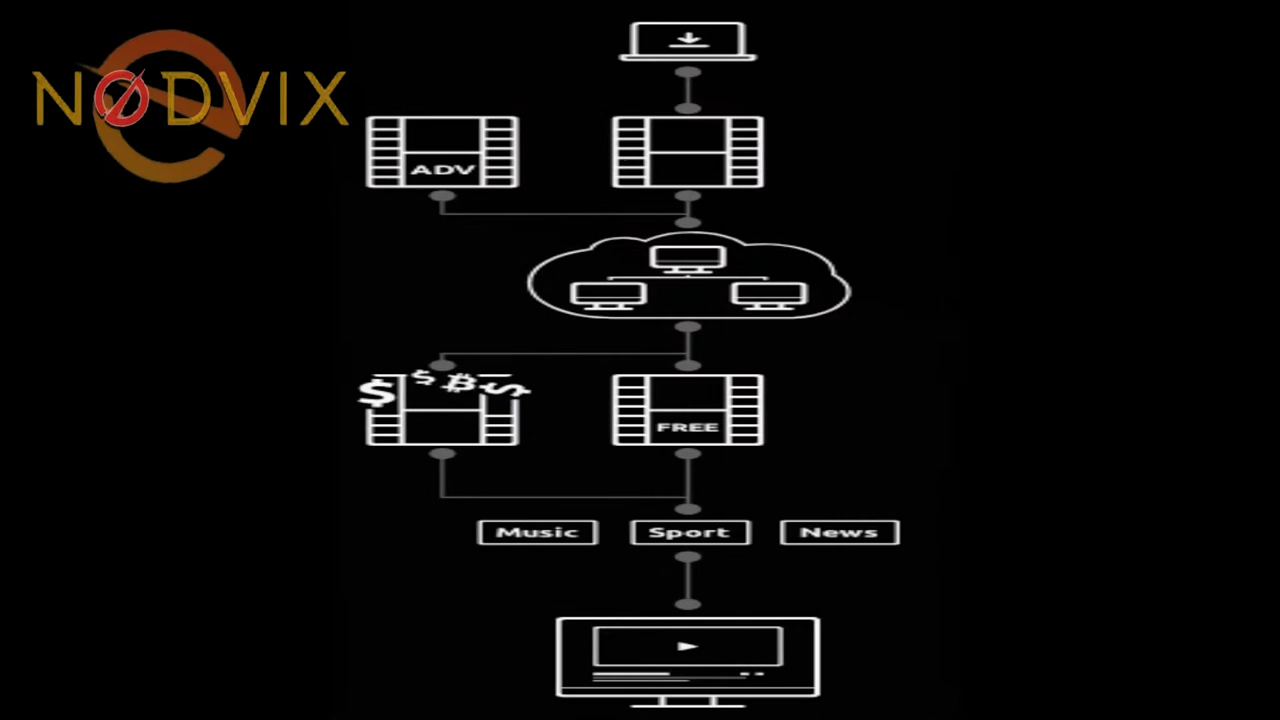 NØDVIX
ADV
$ $ ₿ $
FREE
Music Sport News